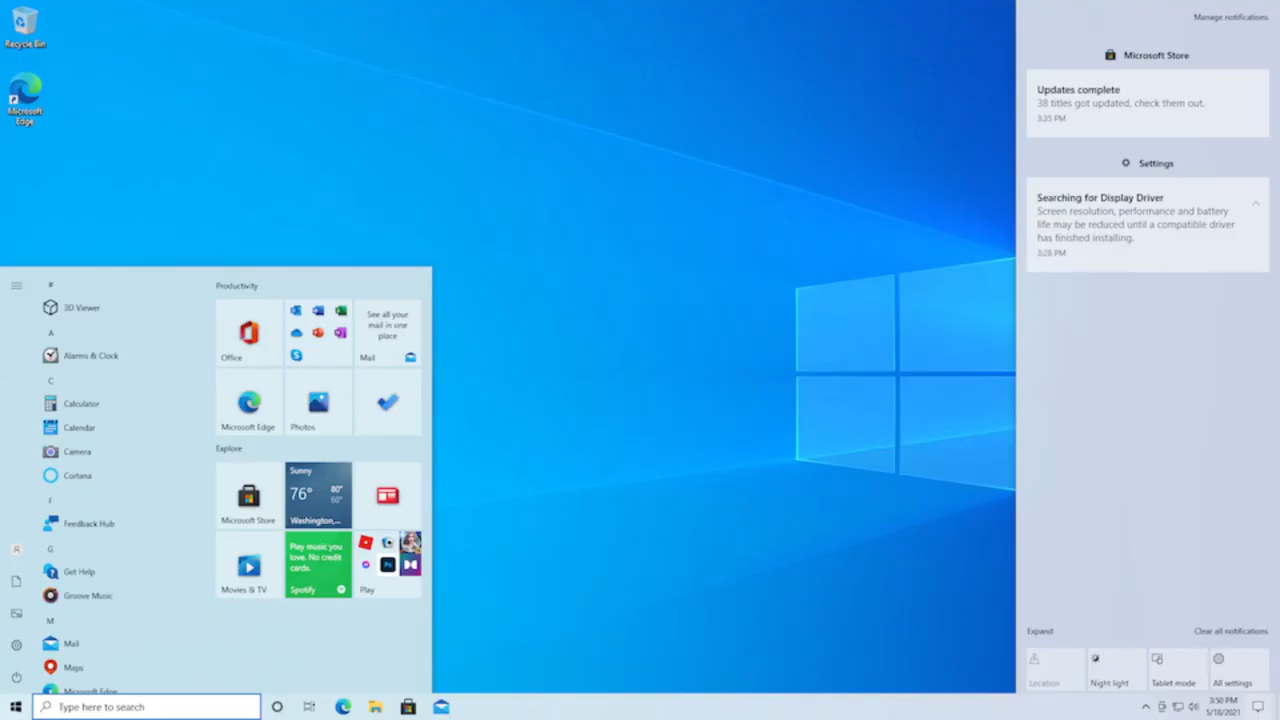 Recycle Bin
Microsoft
Edge
#
3D Viewer
A
Alarms & Clock
C
Calculator
Calendar
Camera
Cortana
F
Feedback Hub
G
Get Help
Groove Music
M
Mail
Maps
Microsoft Edge
Productivity
Office
See all your
mail in one
place
Mail
Microsoft Edge
Photos
Explore
Microsoft Store
Sunny
76°
80°
60°
Washington,...
Movies & TV
Play music you
love. No credit
cards.
Spotify
Ps
Play
Manage notifications
Microsoft Store
Updates complete
38 titles got updated, check them out.
3:35 PM
Settings
Searching for Display Driver
Screen resolution, performance and battery
life may be reduced until a compatible driver
has finished installing.
3:28 PM
Expand
Clear all notifications
Location
Night light
Tablet mode
All settings
Type here to search
3:50 PM
5/18/2021